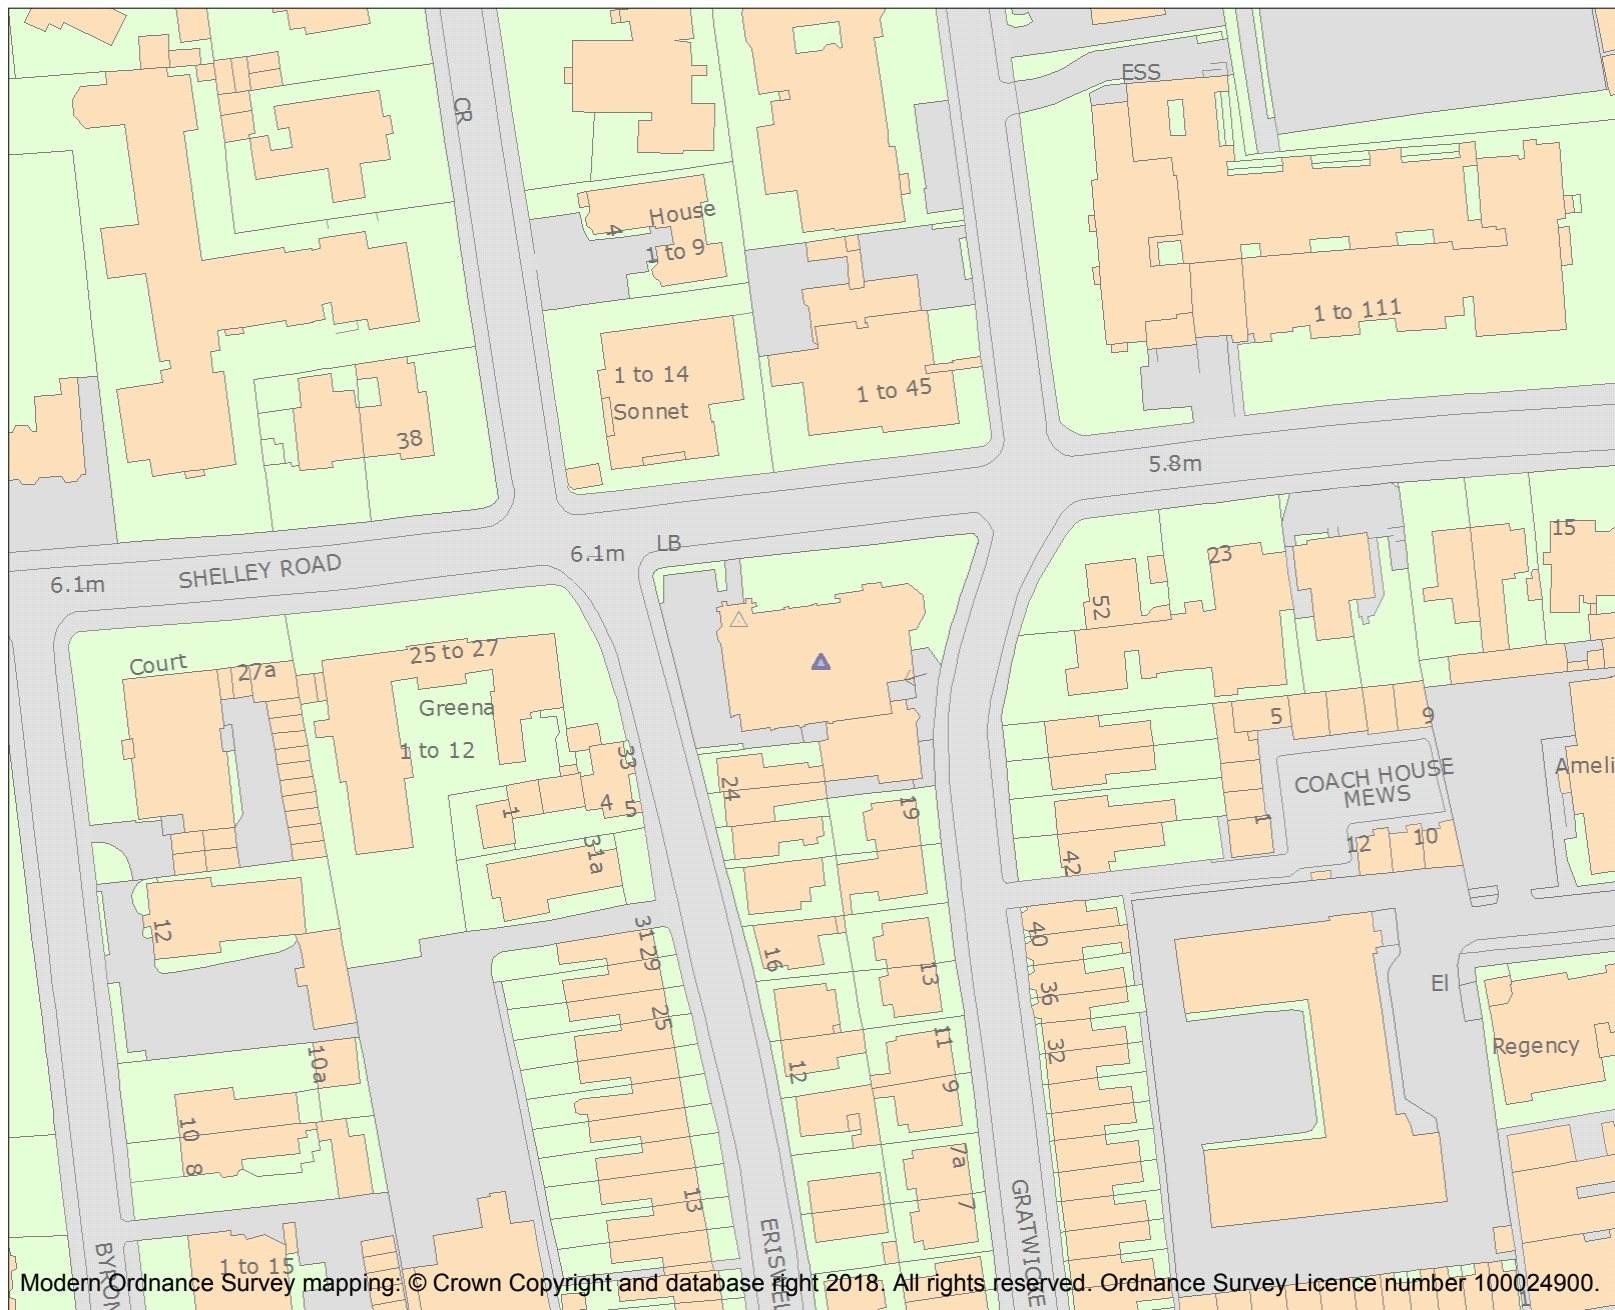 CR
ESS
House
4
1 to 9
1 to 111
1 to 14
Sonnet
1 to 45
38
5.8m
15
LB
6.1m
23
SHELLEY ROAD
6.1m
52
25 to 27
Court
27a
Greena
1 to 12
5
9
33
24
COACH HOUSE
MEWS
Ameli
1
4
5
19
1
12
10
31a
42
12
31
29
40
16
13
36
El
25
11
32
Regency
10a
12
9
10
8
7a
13
7
GRATWICKE
ERISWEL
BYRON
1 to 15
Modern Ordnance Survey mapping: © Crown Copyright and database right 2018. All rights reserved. Ordnance Survey Licence number 100024900.